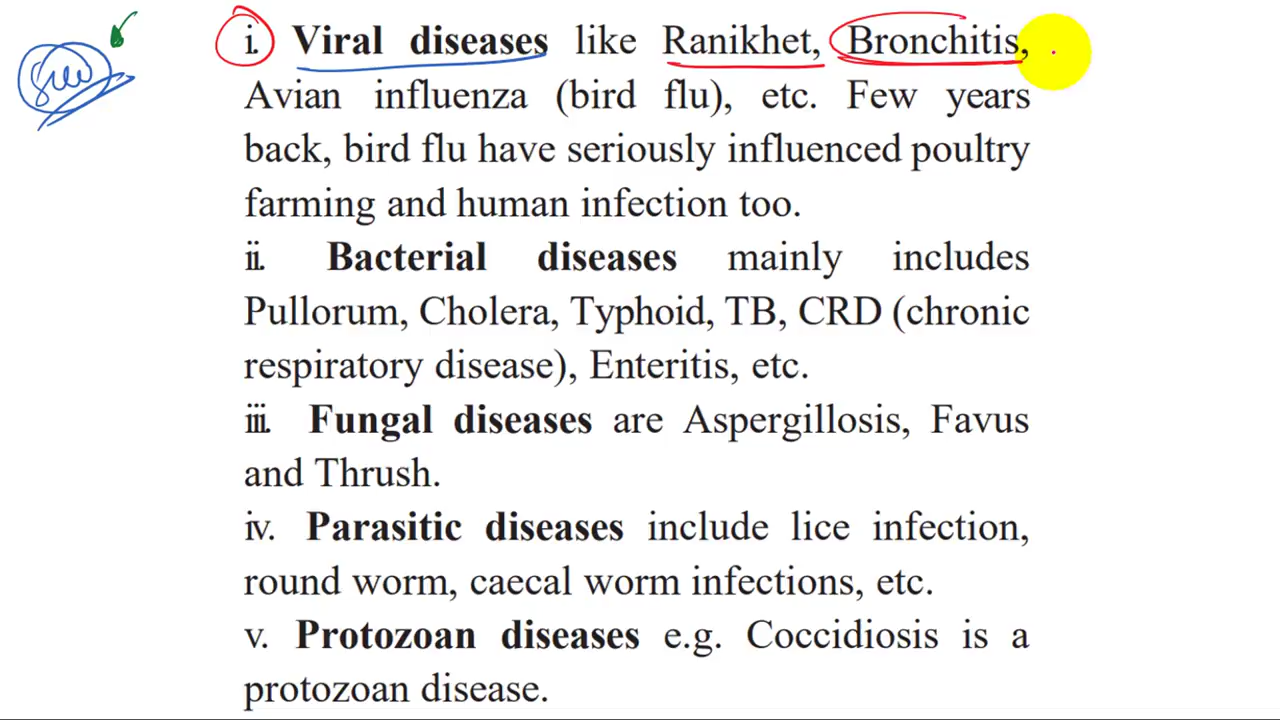 i. Viral diseases like Ranikhet, Bronchitis,
Avian influenza (bird flu), etc. Few years
back, bird flu have seriously influenced poultry
farming and human infection too.
ii. Bacterial diseases mainly includes
Pullorum, Cholera, Typhoid, TB, CRD (chronic
respiratory disease), Enteritis, etc.
iii. Fungal diseases are Aspergillosis, Favus
and Thrush.
iv. Parasitic diseases include lice infection,
round worm, caecal worm infections, etc.
v. Protozoan diseases e.g. Coccidiosis is a
protozoan disease.